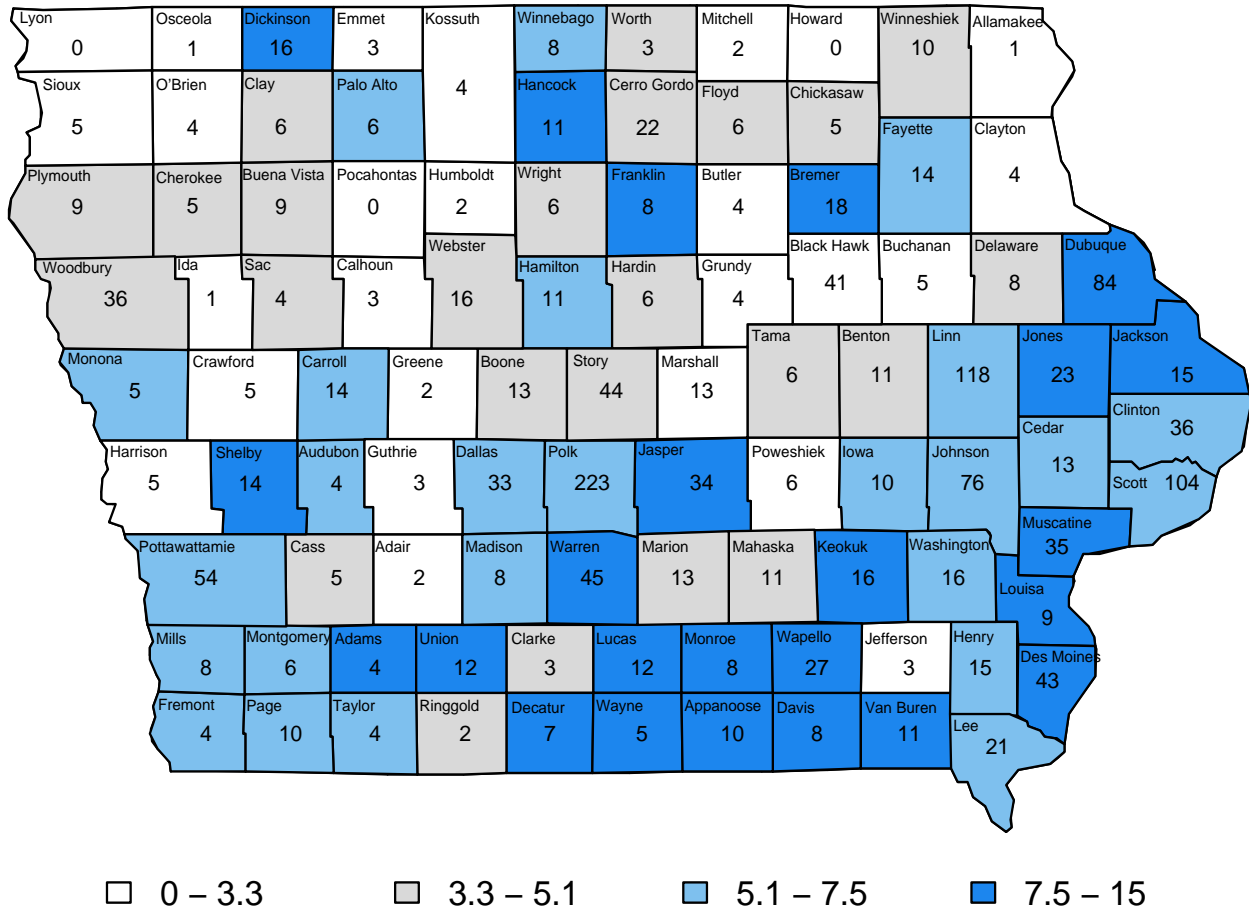 Lyon
0
Osceola
1
Dickinson
16
Emmet
3
Kossuth
4
Winnebago
8
Worth
3
Mitchell
2
Howard
0
Winneshiek
10
Allamakee
1
Sioux
5
O’Brien
4
Clay
6
Palo Alto
6
Hancock
11
Cerro Gordo
22
Floyd
6
Chickasaw
5
Fayette
14
Clayton
4
Plymouth
9
Cherokee
5
Buena Vista
9
Pocahontas
0
Humboldt
2
Wright
6
Franklin
8
Butler
4
Bremer
18
Woodbury
36
Ida
1
Sac
4
Calhoun
3
Webster
16
Hamilton
11
Hardin
6
Grundy
4
Black Hawk
41
Buchanan
5
Delaware
8
Dubuque
84
Monona
5
Crawford
5
Carroll
14
Greene
2
Boone
13
Story
44
Marshall
13
Tama
6
Benton
11
Linn
118
Jones
23
Jackson
15
Clinton
36
Cedar
13
Harrison
5
Shelby
14
Audubon
4
Guthrie
3
Dallas
33
Polk
223
Jasper
34
Poweshiek
6
Iowa
10
Johnson
76
Scott 104
Muscatine
35
Pottawattamie
54
Cass
5
Adair
2
Madison
8
Warren
45
Marion
13
Mahaska
11
Keokuk
16
Washington
16
Louisa
9
Mills
8
Montgomery
6
Adams
4
Union
12
Clarke
3
Lucas
12
Monroe
8
Wapello
27
Jefferson
3
Henry
15
Des Moines
43
Fremont
4
Page
10
Taylor
4
Ringgold
2
Decatur
7
Wayne
5
Appanoose
10
Davis
8
Van Buren
11
Lee
21
0 – 3.3
3.3 – 5.1
5.1 – 7.5
7.5 – 15